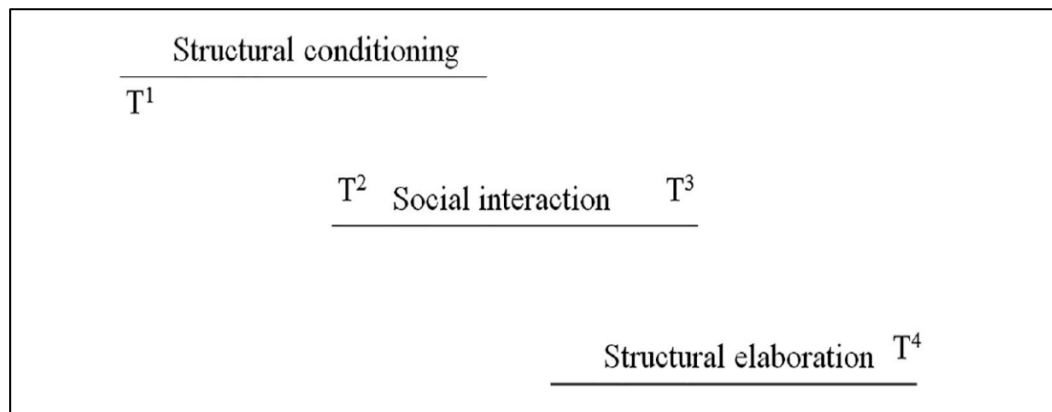 Structural conditioning
T¹
T² Social interaction T³
Structural elaboration T⁴